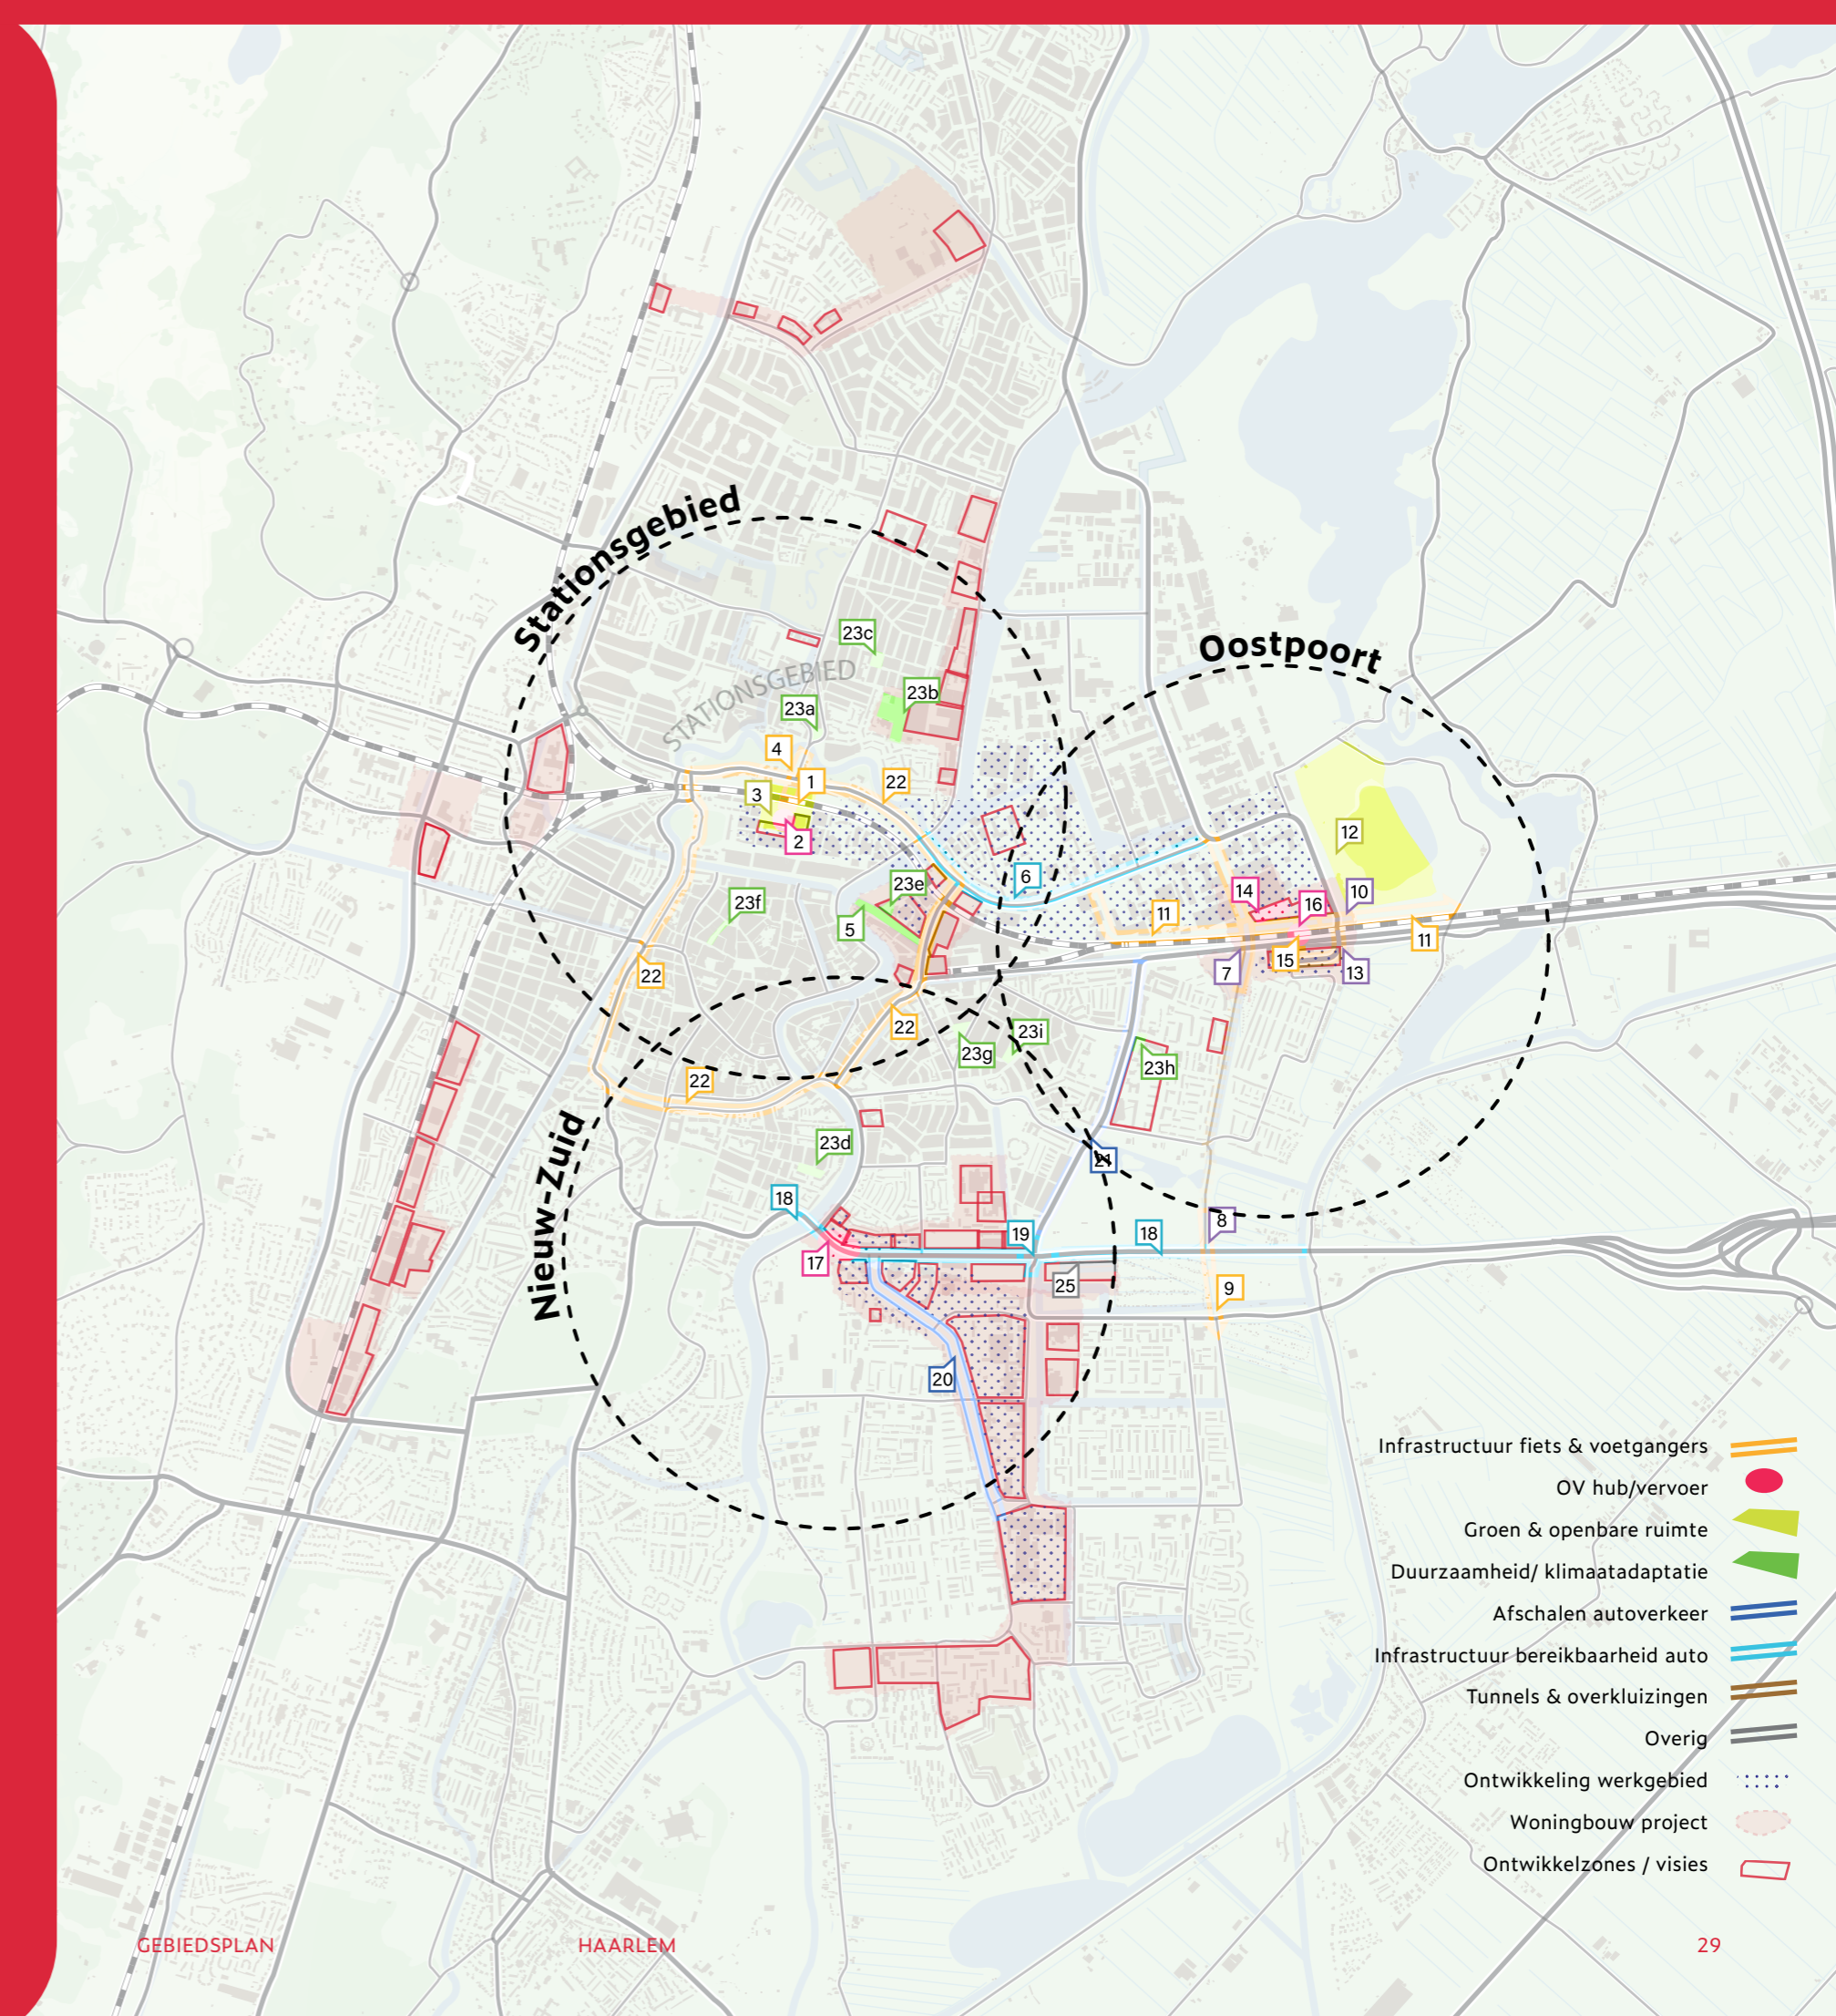 Stationsgebied
Oostpoort
23c
STATIONSGEBIED
23b
23a
4
1
22
3
2
12
6
23e
14
10
23f
16
11
5
11
15
22
7
13
22
23i
23g
23h
22
Nieuw-Zuid
23d
21
18
8
19
18
17
25
9
20
Infrastructuur fiets & voetgangers
OV hub/vervoer
Groen & openbare ruimte
Duurzaamheid/ klimaatadaptatie
Afschalen autoverkeer
Infrastructuur bereikbaarheid auto
Tunnels & overkluizingen
Overig
Ontwikkeling werkgebied
Woningbouw project
Ontwikkelzones / visies
GEBIEDSPLAN HAARLEM 29